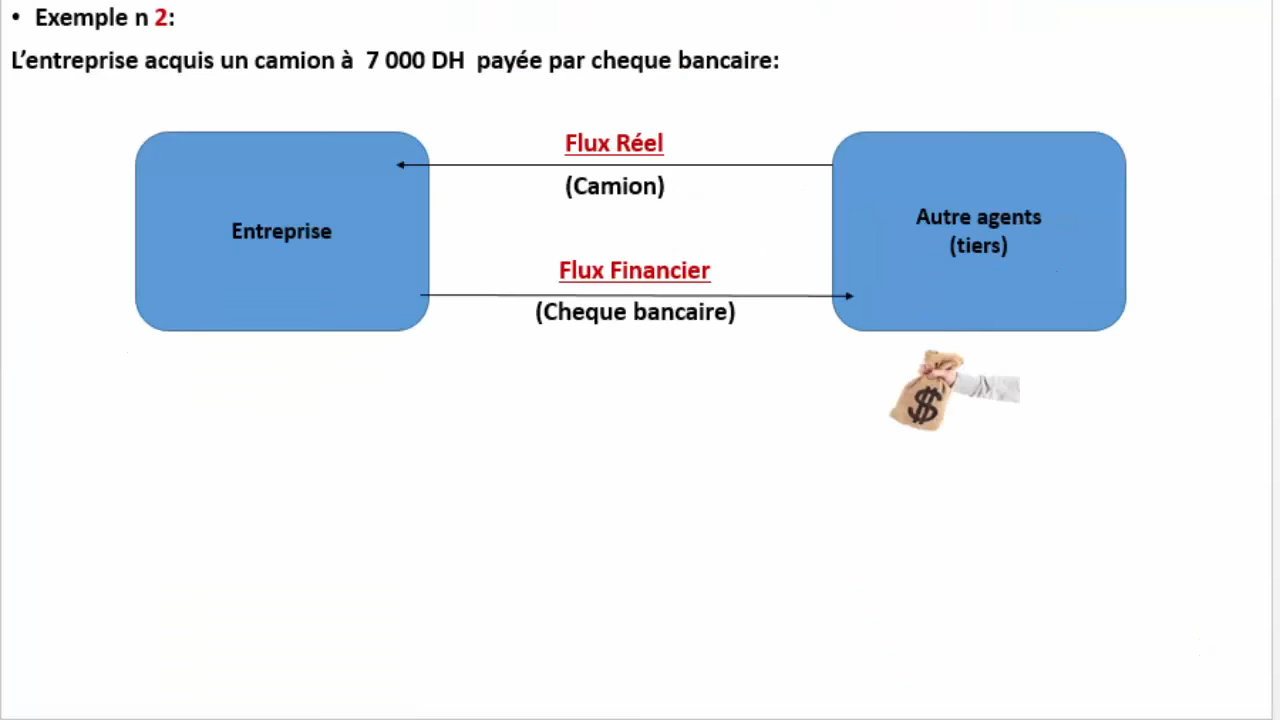 • Exemple n 2:
L'entreprise acquis un camion à 7 000 DH payée par cheque bancaire:
Flux Réel
(Camion)
Entreprise
Autre agents
(tiers)
Flux Financier
(Cheque bancaire)
$